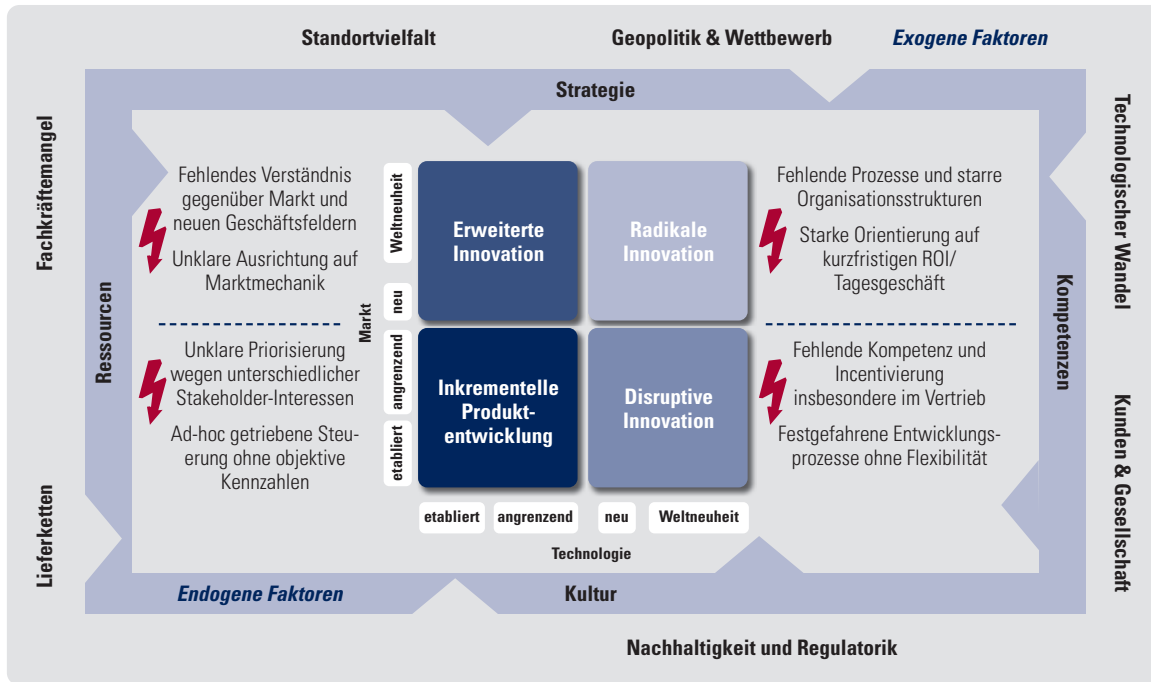 Standortvielfalt
Geopolitik & Wettbewerb
Exogene Faktoren
Strategie
Fachkräftemangel
Lieferketten
Ressourcen
Fehlendes Verständnis
gegenüber Markt und
neuen Geschäftsfeldern
Unklare Ausrichtung auf
Marktmechanik
Unklare Priorisierung
wegen unterschiedlicher
Stakeholder-Interessen
Ad-hoc getriebene Steu-
erung ohne objektive
Kennzahlen
Markt
Weltneuheit
neu
angrenzend
etabliert
Erweiterte
Innovation
Radikale
Innovation
Inkrementelle
Produkt-
entwicklung
Disruptive
Innovation
etabliert
angrenzend
neu
Weltneuheit
Technologie
Fehlende Prozesse und starre
Organisationsstrukturen
Starke Orientierung auf
kurzfristigen ROI/
Tagesgeschäft
Fehlende Kompetenz und
Incentivierung
insbesondere im Vertrieb
Festgefahrene Entwicklungs-
prozesse ohne Flexibilität
Kompetenzen
Technologischer Wandel
Kunden & Gesellschaft
Endogene Faktoren
Kultur
Nachhaltigkeit und Regulatorik